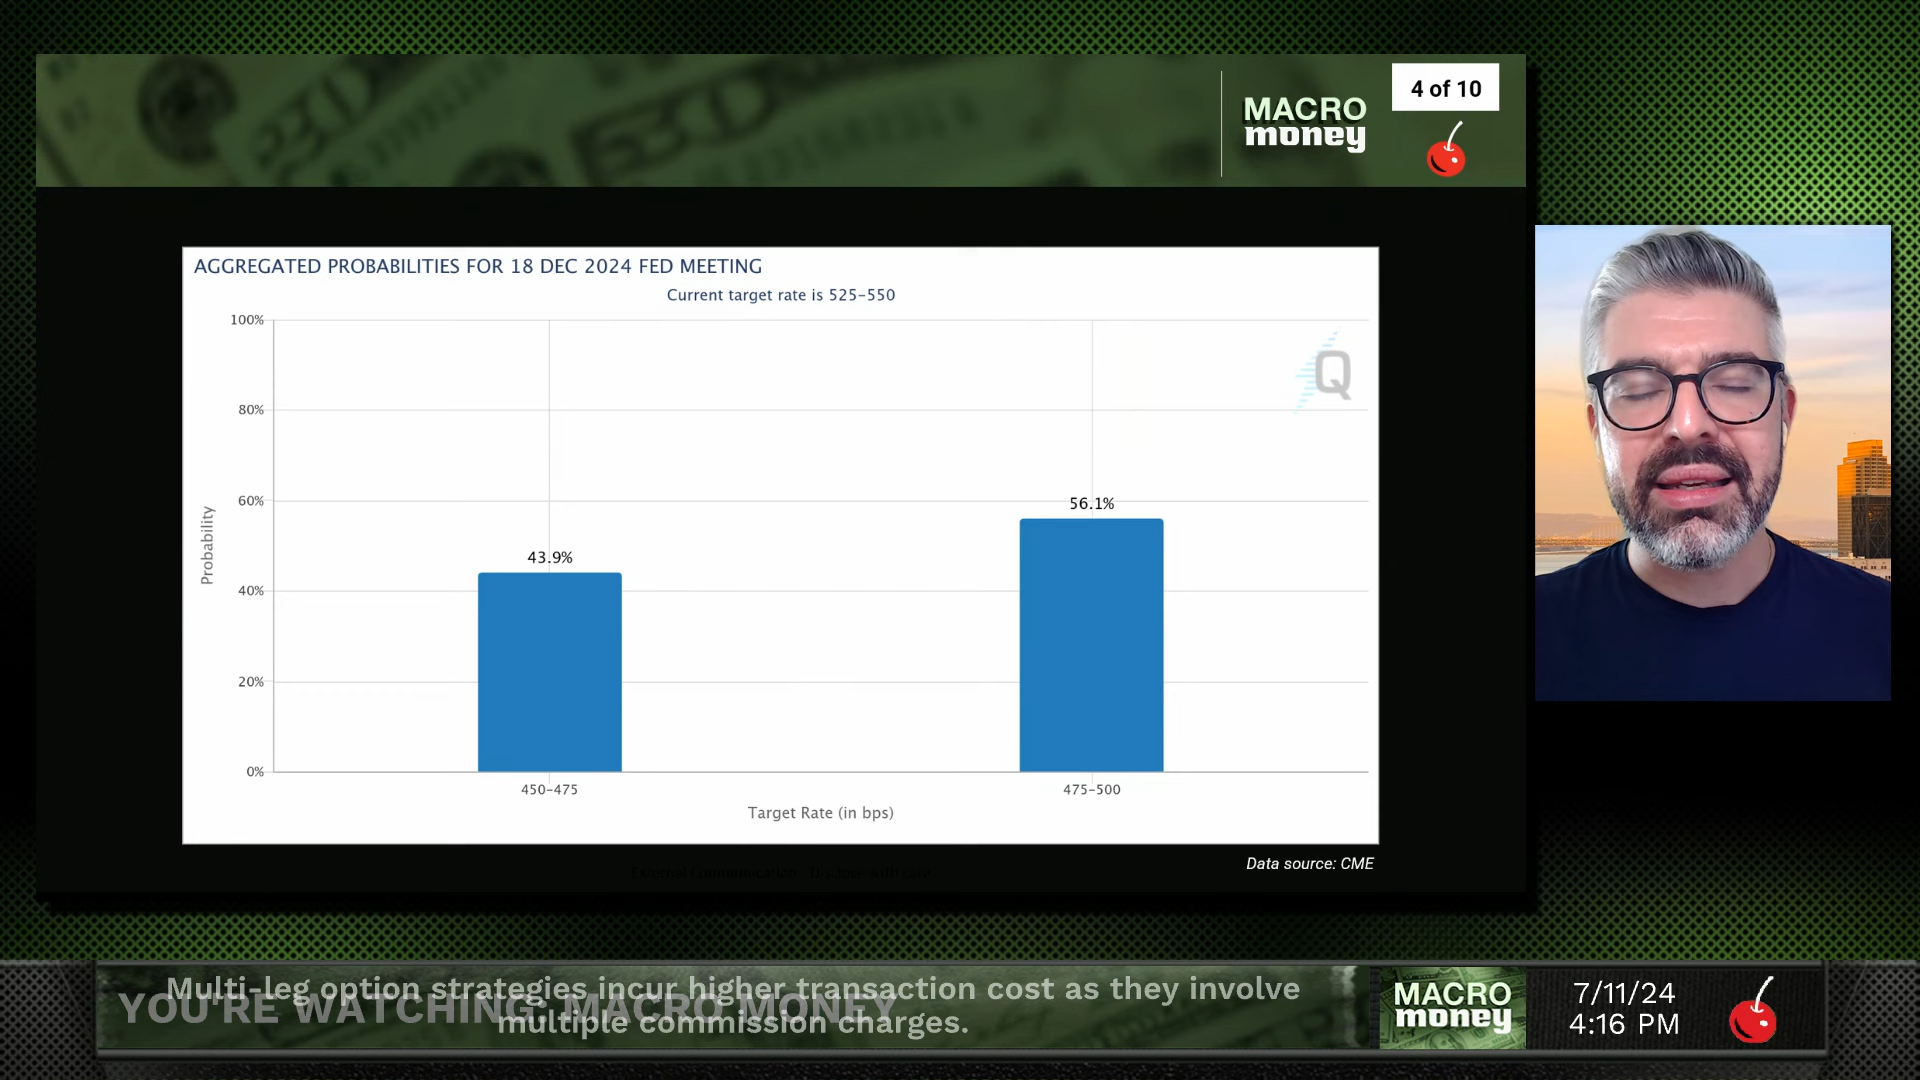 MACRO
money
4 of 10
AGGREGATED PROBABILITIES FOR 18 DEC 2024 FED MEETING
Current target rate is 525-550
100%
80%
60%
40%
20%
0%
Probability
Q
43.9%
56.1%
450-475
475-500
Target Rate (in bps)
Data source: CME
Multi-leg option strategies incur higher transaction cost as they involve
multiple commission charges.
YOU'RE WATCHING: MACRO MONEY
MACRO
money
7/11/24
4:16 PM